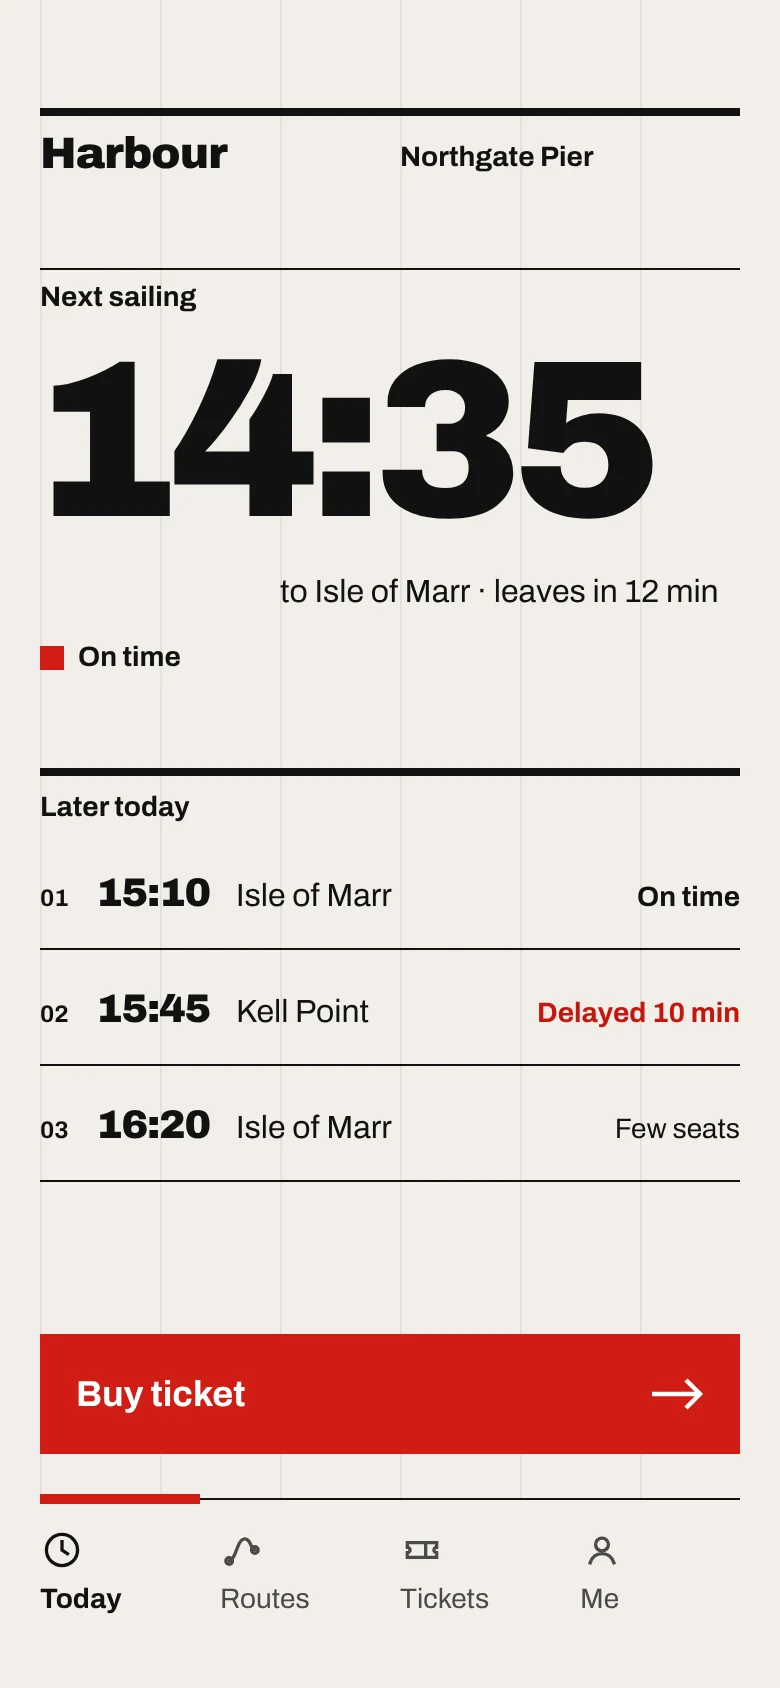 Harbour
Northgate Pier
Next sailing
14:35
to Isle of Marr · leaves in 12 min
On time
Later today
01 15:10 Isle of Marr On time
02 15:45 Kell Point Delayed 10 min
03 16:20 Isle of Marr Few seats
Buy ticket
Today Routes Tickets Me